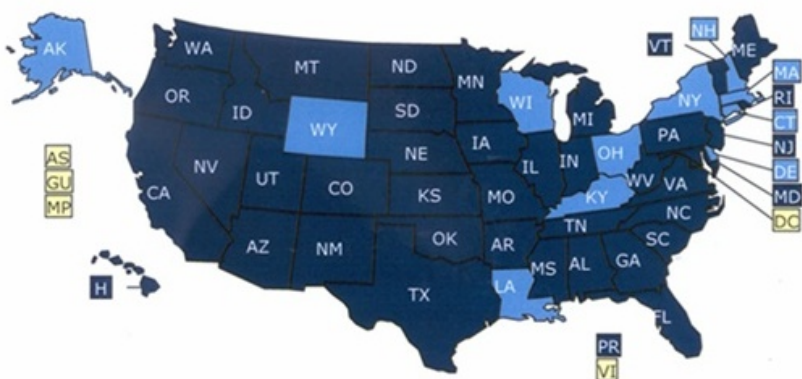 NH
AK
WA
VT
ME
MT
ND
MN
MA
OR
WI
NY
RI
ID
SD
MI
CT
WY
IA
PA
NJ
AS
NE
OH
DE
NV
IL
IN
GU
UT
WV
VA
MD
CA
CO
KS
MO
KY
MP
NC
DC
TN
OK
AR
SC
AZ
NM
MS
AL
GA
H
LA
TX
FL
PR
VI